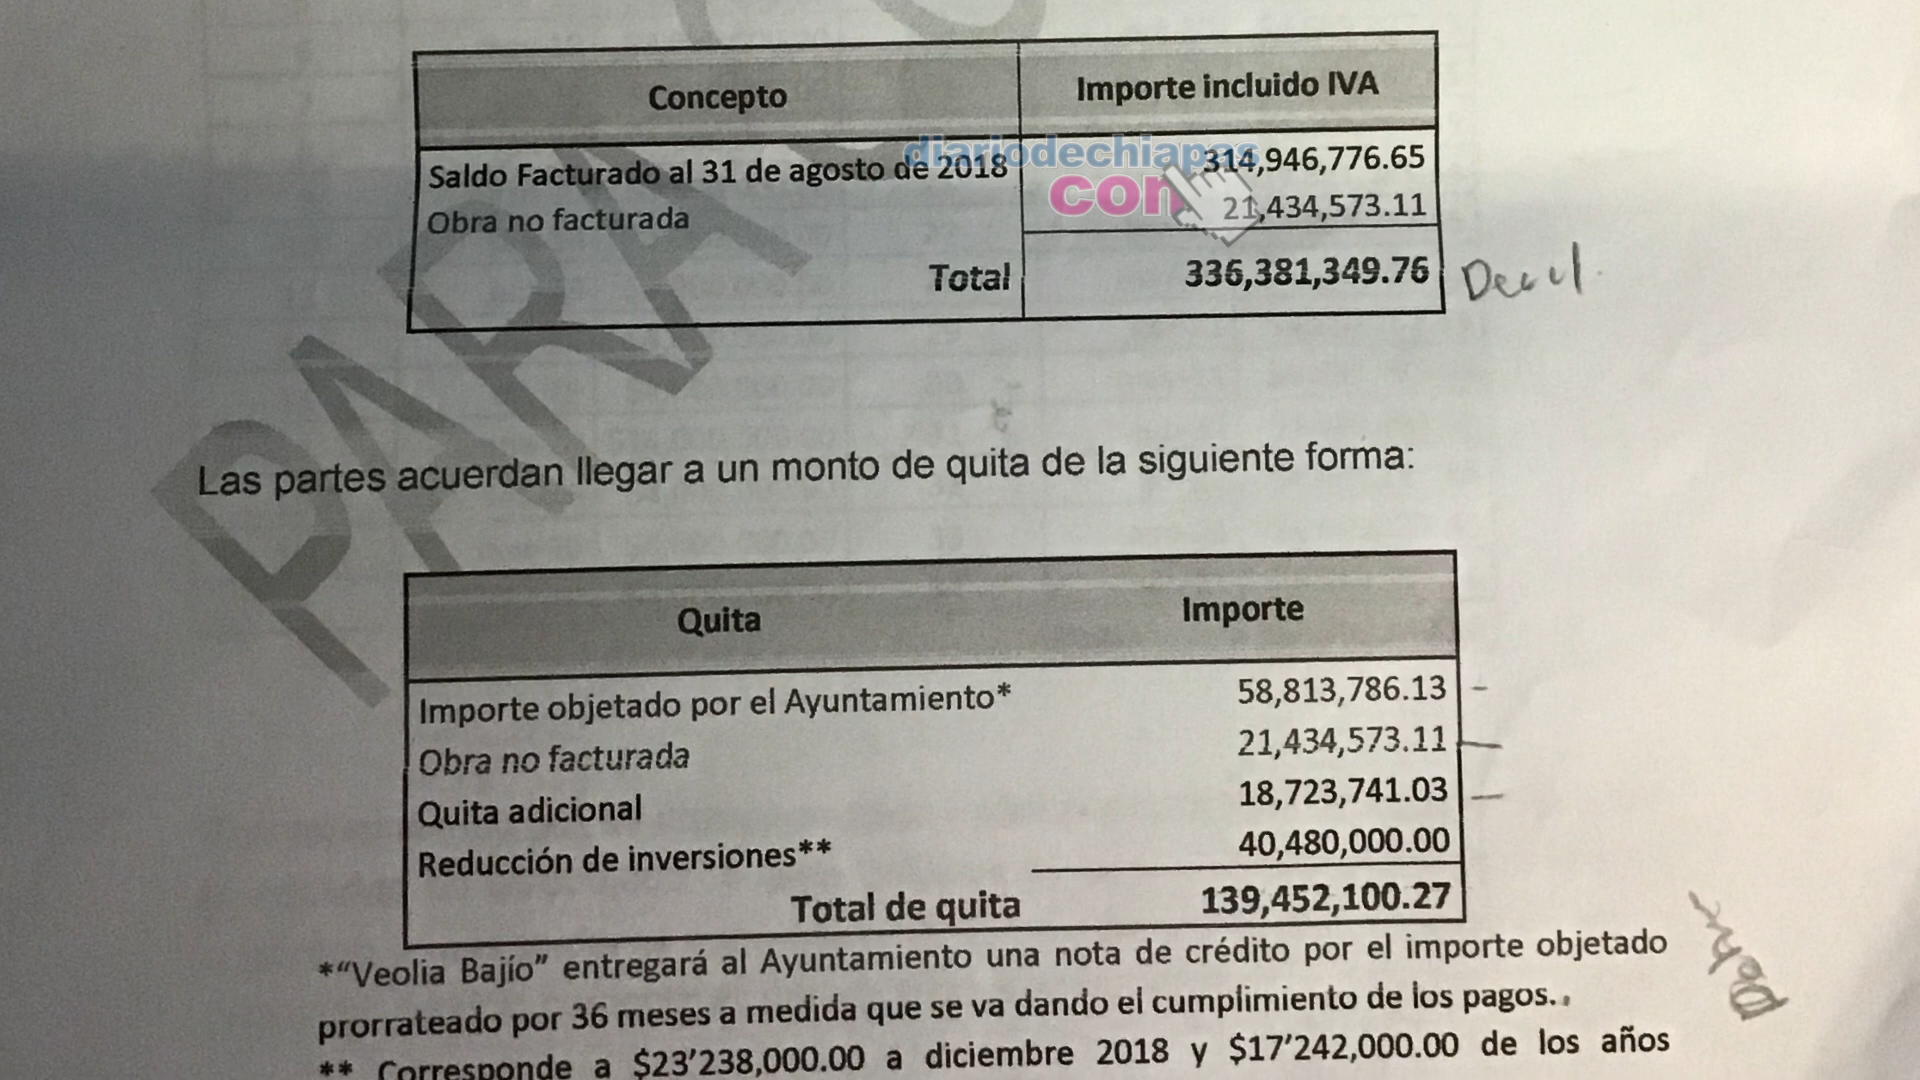 PARA
Concepto Importe incluido IVA
diariodechiapas
con
Saldo Facturado al 31 de agosto de 2018 314,946,776.65
Obra no facturada 21,434,573.11
Total 336,381,349.76
Las partes acuerdan llegar a un monto de quita de la siguiente forma:
Quita Importe
Importe objetado por el Ayuntamiento* 58,813,786.13 -
Obra no facturada 21,434,573.11 -
Quita adicional 18,723,741.03 -
Reducción de inversiones** 40,480,000.00
Total de quita 139,452,100.27
*“Veolia Bajío” entregará al Ayuntamiento una nota de crédito por el importe objetado
prorrateado por 36 meses a medida que se va dando el cumplimiento de los pagos..
** Corresponde a $23’238,000.00 a diciembre 2018 y $17’242,000.00 de los años